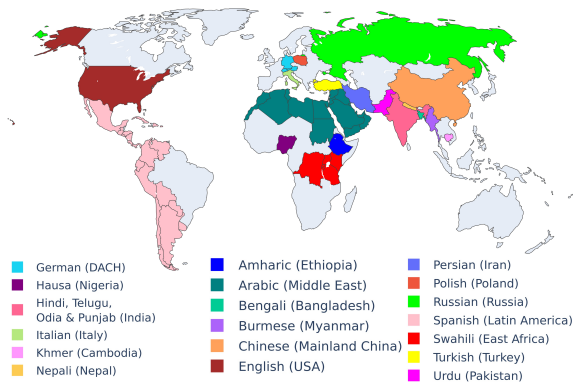 German (DACH)
Hausa (Nigeria)
Hindi, Telugu,
Odia & Punjab (India)
Italian (Italy)
Khmer (Cambodia)
Nepali (Nepal)
Amharic (Ethiopia)
Arabic (Middle East)
Bengali (Bangladesh)
Burmese (Myanmar)
Chinese (Mainland China)
English (USA)
Persian (Iran)
Polish (Poland)
Russian (Russia)
Spanish (Latin America)
Swahili (East Africa)
Turkish (Turkey)
Urdu (Pakistan)